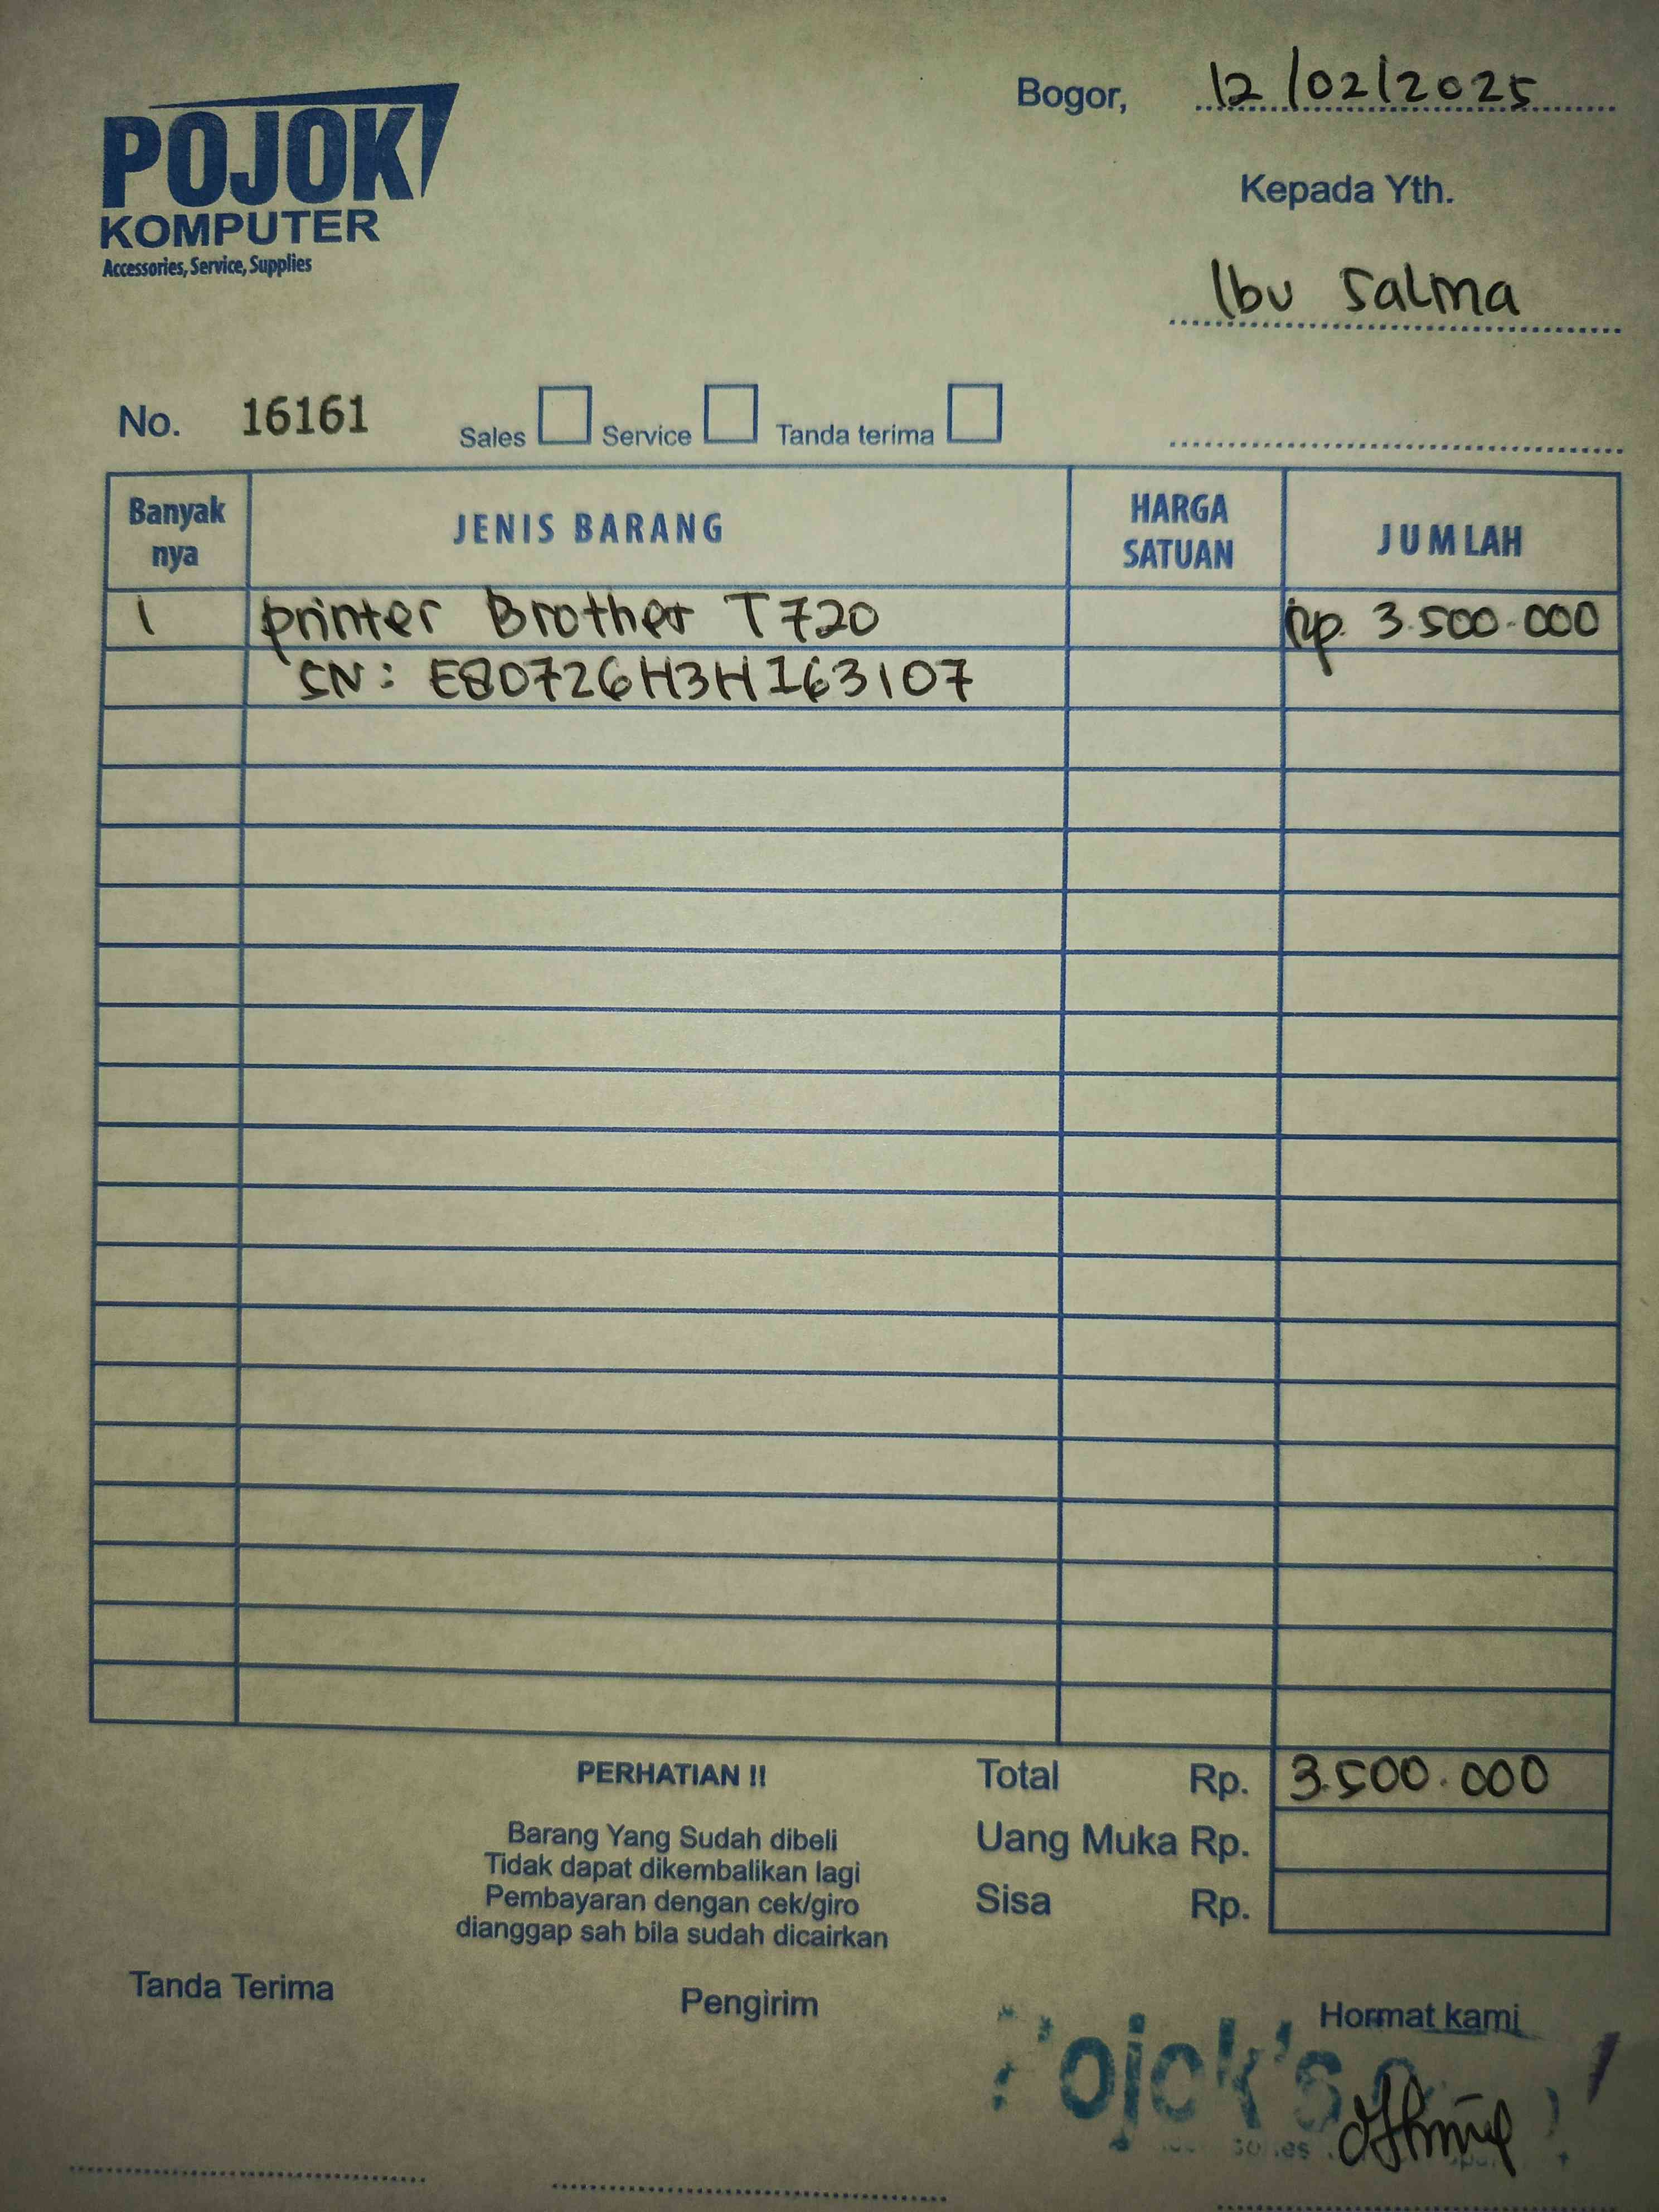 Bogor, 12/02/2025
POJOK
KOMPUTER
Accessories, Service, Supplies
Kepada Yth.
Ibu Salma
No. 16161 Sales Service Tanda terima
Banyak nya JENIS BARANG HARGA SATUAN JUMLAH
1 printer Brother T720 Rp. 3.500.000
SN: E80726H3H163107
PERHATIAN !!
Barang Yang Sudah dibeli
Tidak dapat dikembalikan lagi
Pembayaran dengan cek/giro
dianggap sah bila sudah dicairkan
Total Rp. 3.500.000
Uang Muka Rp.
Sisa Rp.
Tanda Terima
Pengirim
Hormat kami
Pojok's